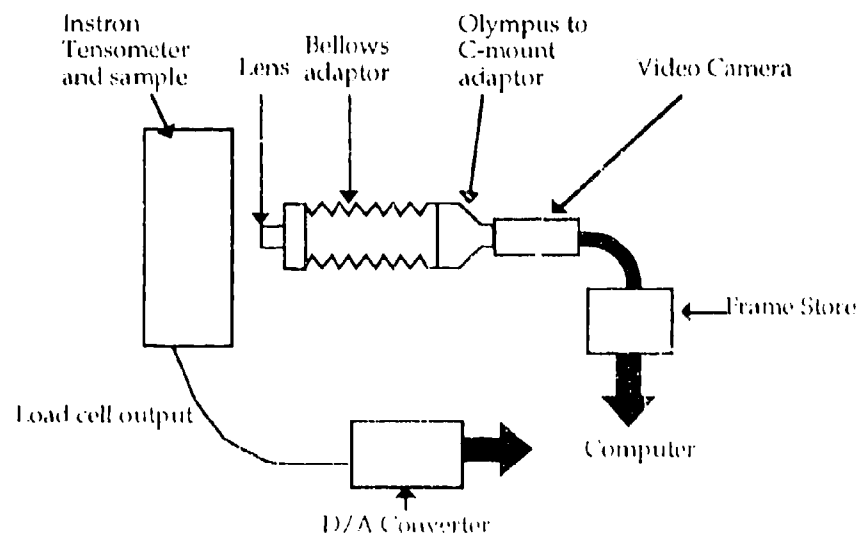 Instron
Tensometer
and sample
Lens
Bellows
adaptor
Olympus to
C-mount
adaptor
Video Camera
Frame Store
Load cell output
Computer
D/A Converter